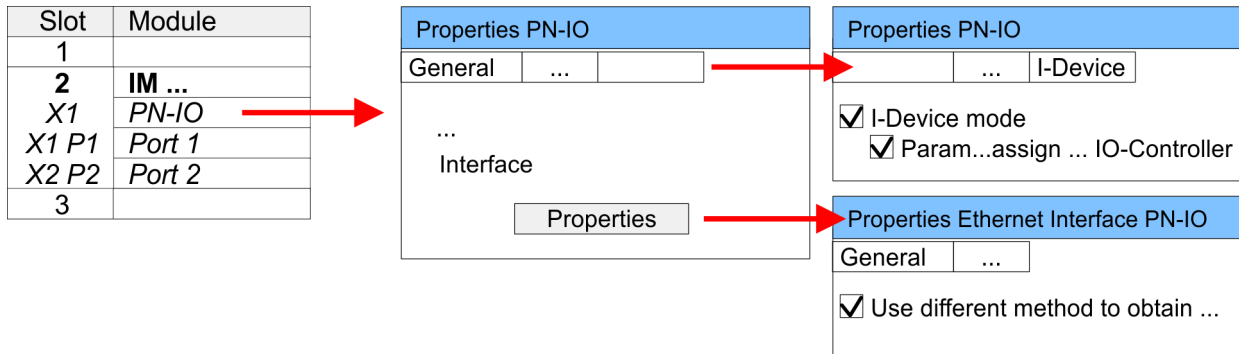 Slot Module
1
2 IM ...
X1 PN-IO
X1 P1 Port 1
X2 P2 Port 2
3
Properties PN-IO
General ...
...
Interface
Properties
Properties PN-IO
... I-Device
I-Device mode
Param...assign ... IO-Controller
Properties Ethernet Interface PN-IO
General ...
Use different method to obtain ...